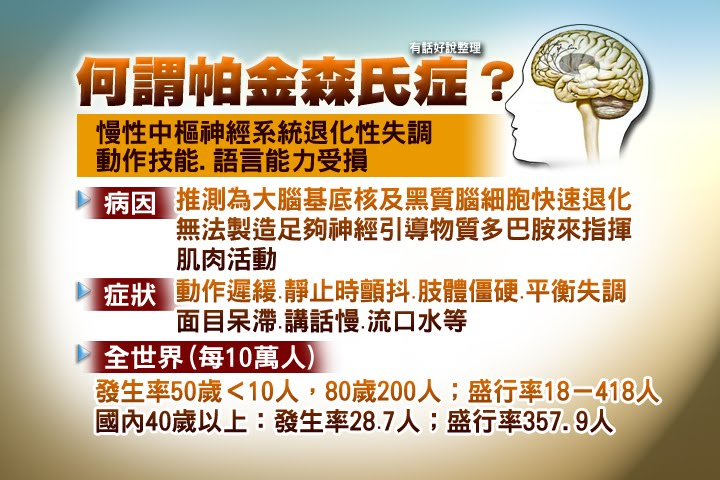 有話好說整理
何謂帕金森氏症？
慢性中樞神經系統退化性失調
動作技能.語言能力受損
病因 推測為大腦基底核及黑質腦細胞快速退化
無法製造足夠神經引導物質多巴胺來指揮
肌肉活動
症狀 動作遲緩.靜止時顫抖.肢體僵硬.平衡失調
面目呆滯.講話慢.流口水等
全世界(每10萬人)
發生率50歲＜10人，80歲200人；盛行率18－418人
國內40歲以上：發生率28.7人；盛行率357.9人